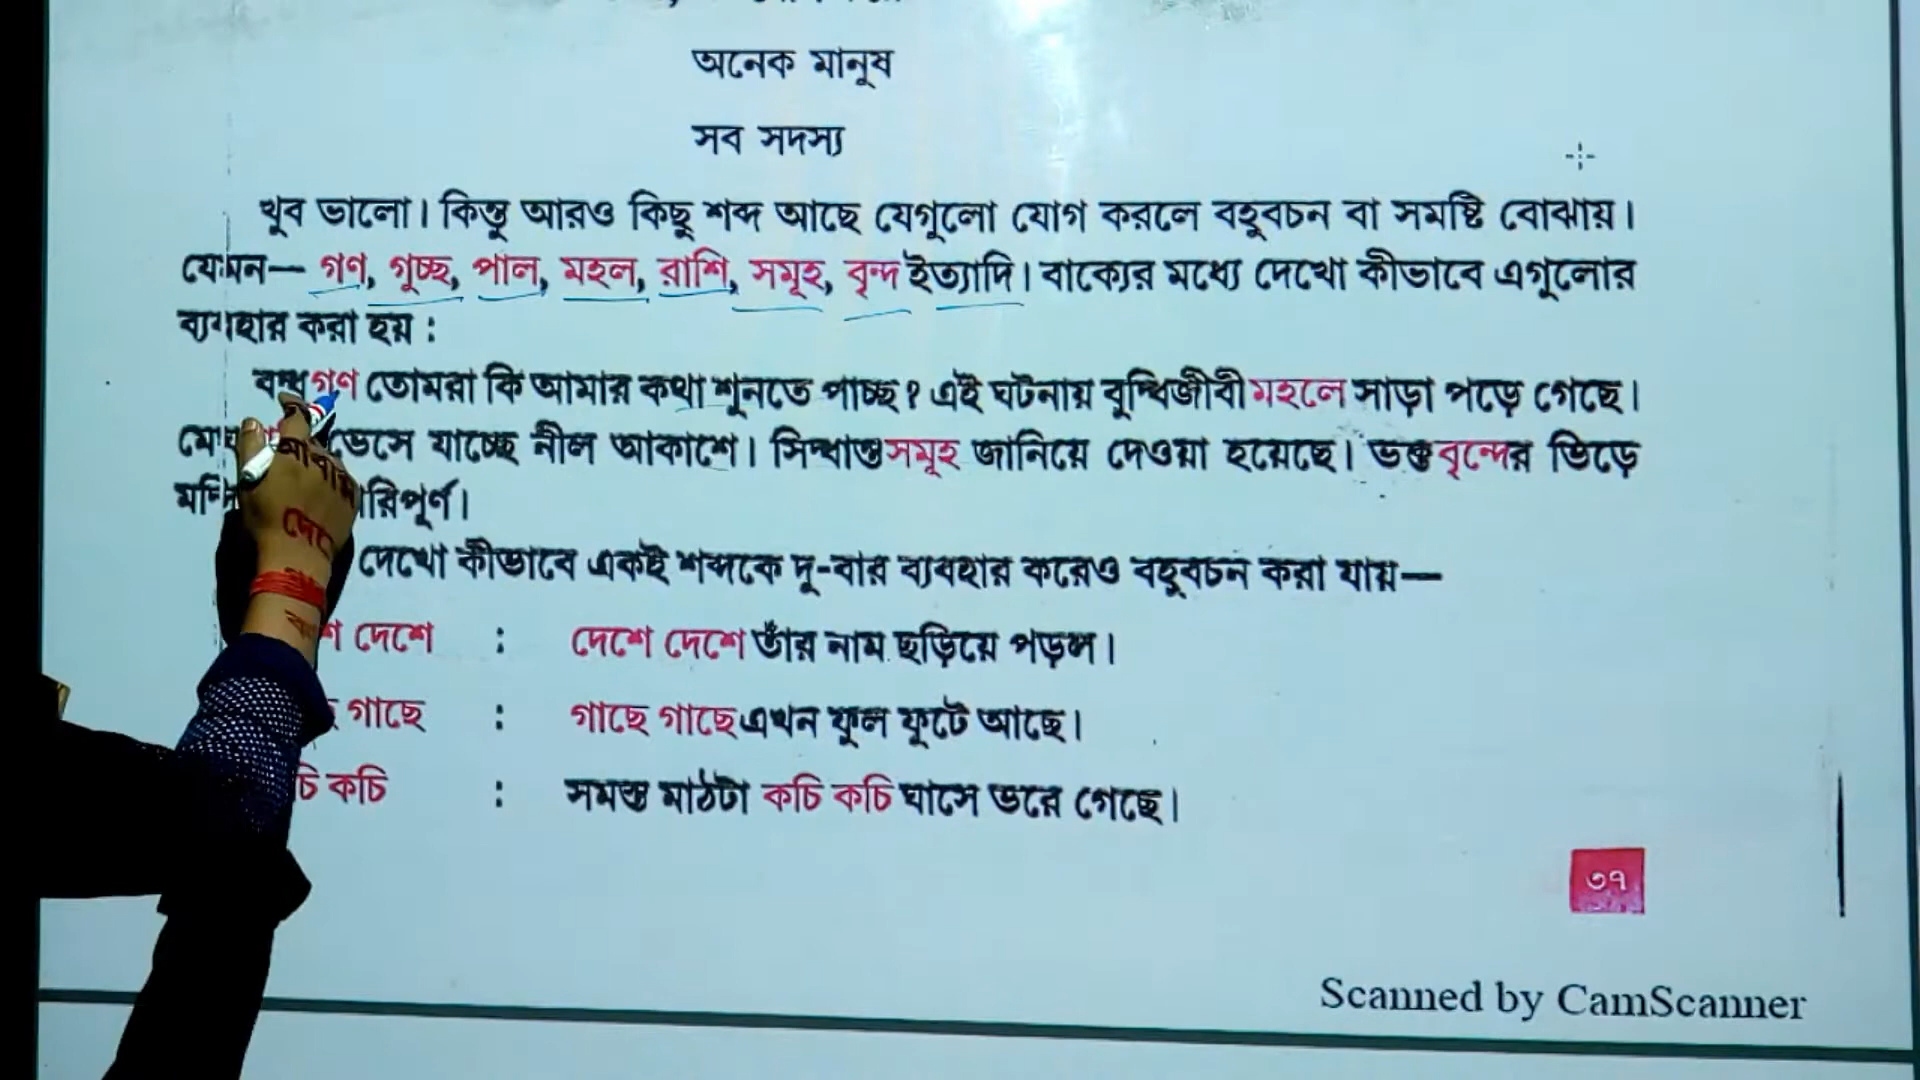 অনেক মানুষ
সব সদস্য
খুব ভালো। কিন্তু আরও কিছু শব্দ আছে যেগুলো যোগ করলে বহুবচন বা সমষ্টি বোঝায়।
যেমন— গণ, গুচ্ছ, পাল, মহল, রাশি, সমূহ, বৃন্দ ইত্যাদি। বাক্যের মধ্যে দেখো কীভাবে এগুলোর
ব্যবহার করা হয় :
বন্ধুগণ তোমরা কি আমার কথা শুনতে পাচ্ছ? এই ঘটনায় বুদ্ধিজীবী মহলে সাড়া পড়ে গেছে।
ভেসে যাচ্ছে নীল আকাশে। সিদ্ধান্তসমূহ জানিয়ে দেওয়া হয়েছে। ভক্তবৃন্দের ভিড়ে
দেখো কীভাবে একই শব্দকে দু-বার ব্যবহার করেও বহুবচন করা যায়—
দেশে : দেশে দেশে তাঁর নাম ছড়িয়ে পড়ল।
গাছে : গাছে গাছে এখন ফুল ফুটে আছে।
কচি : সমস্ত মাঠটা কচি কচি ঘাসে ভরে গেছে।
৩৭
Scanned by CamScanner